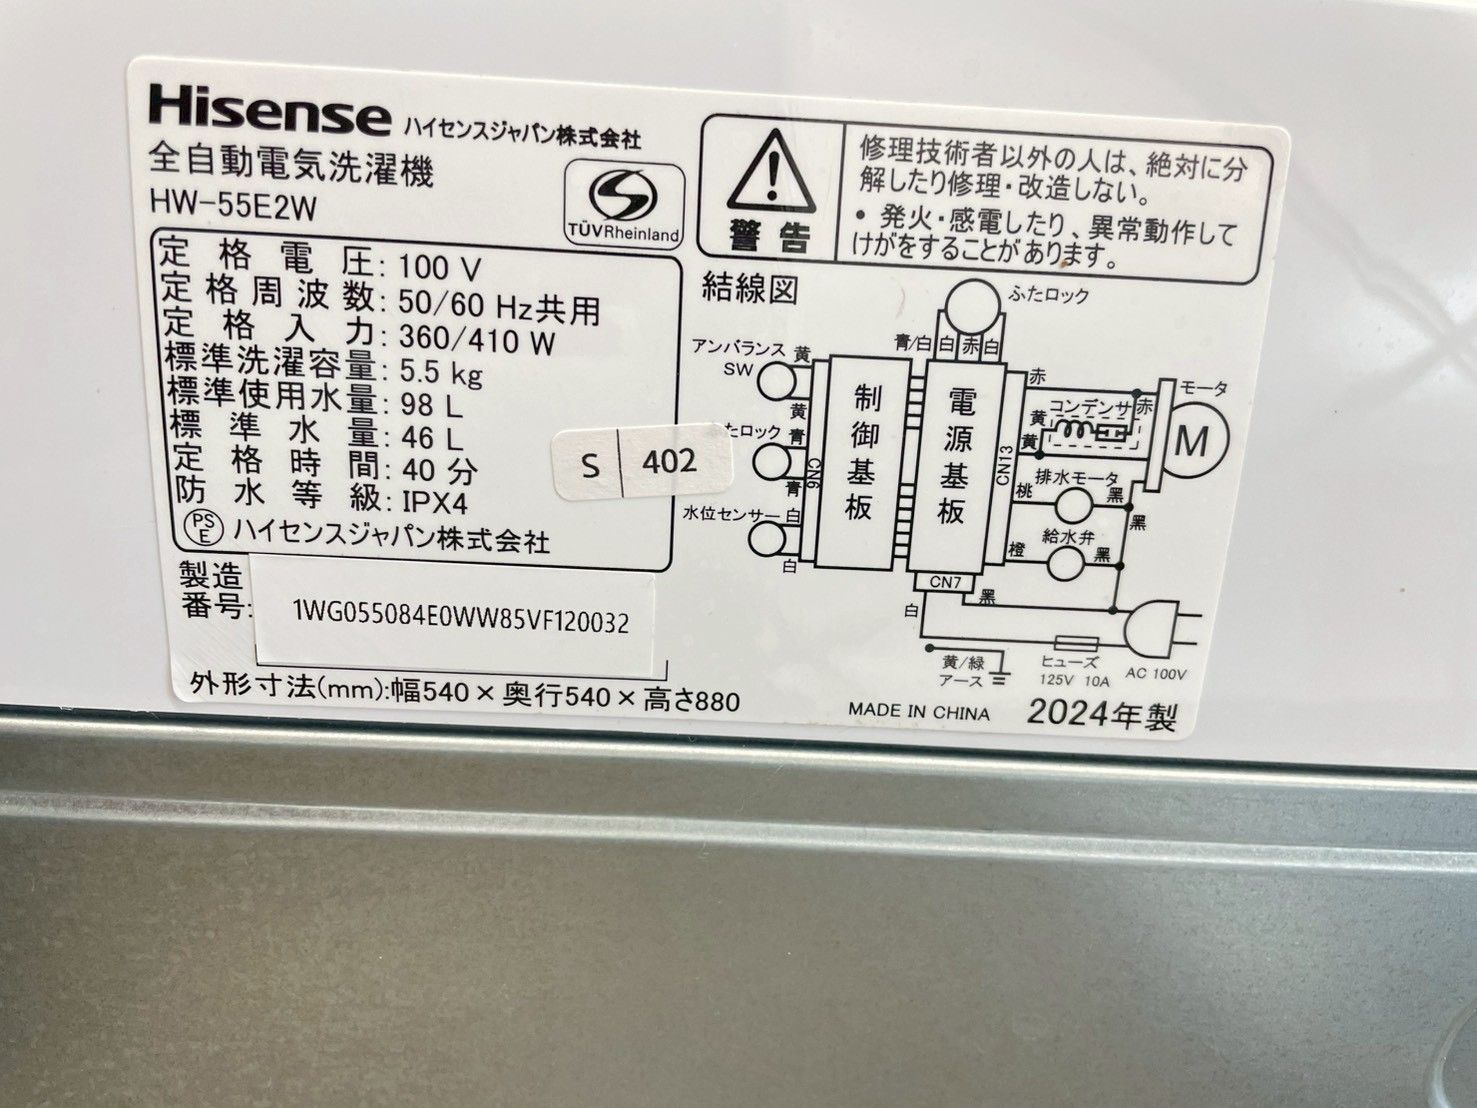 Hisense ハイセンスジャパン株式会社
全自動電気洗濯機
HW-55E2W
TÜVRheinland
定格電圧: 100 V
定格周波数: 50/60 Hz共用
定格入力: 360/410 W
標準洗濯容量: 5.5 kg
標準使用水量: 98 L
標準水量: 46 L
定格時間: 40 分
防水等級: IPX4
PSE ハイセンスジャパン株式会社
製造
番号: 1WG055084E0WW85VF120032
外形寸法(mm):幅540×奥行540×高さ880
S 402
警告
修理技術者以外の人は、絶対に分
解したり修理・改造しない。
・発火・感電したり、異常動作して
けがをすることがあります。
結線図
ふたロック
青/白 白 赤 白
アンバランス 黄
SW
黄
たロック 青
青
水位センサー 白
白
CN6
制御基板
電源基板
CN13
CN7
赤
黄 コンデンサ 赤
黄
モータ
M
排水モータ 黒
桃
黒
給水弁
橙 黒
白
黒
黄/緑
アース
ヒューズ
125V 10A
AC 100V
MADE IN CHINA 2024年製